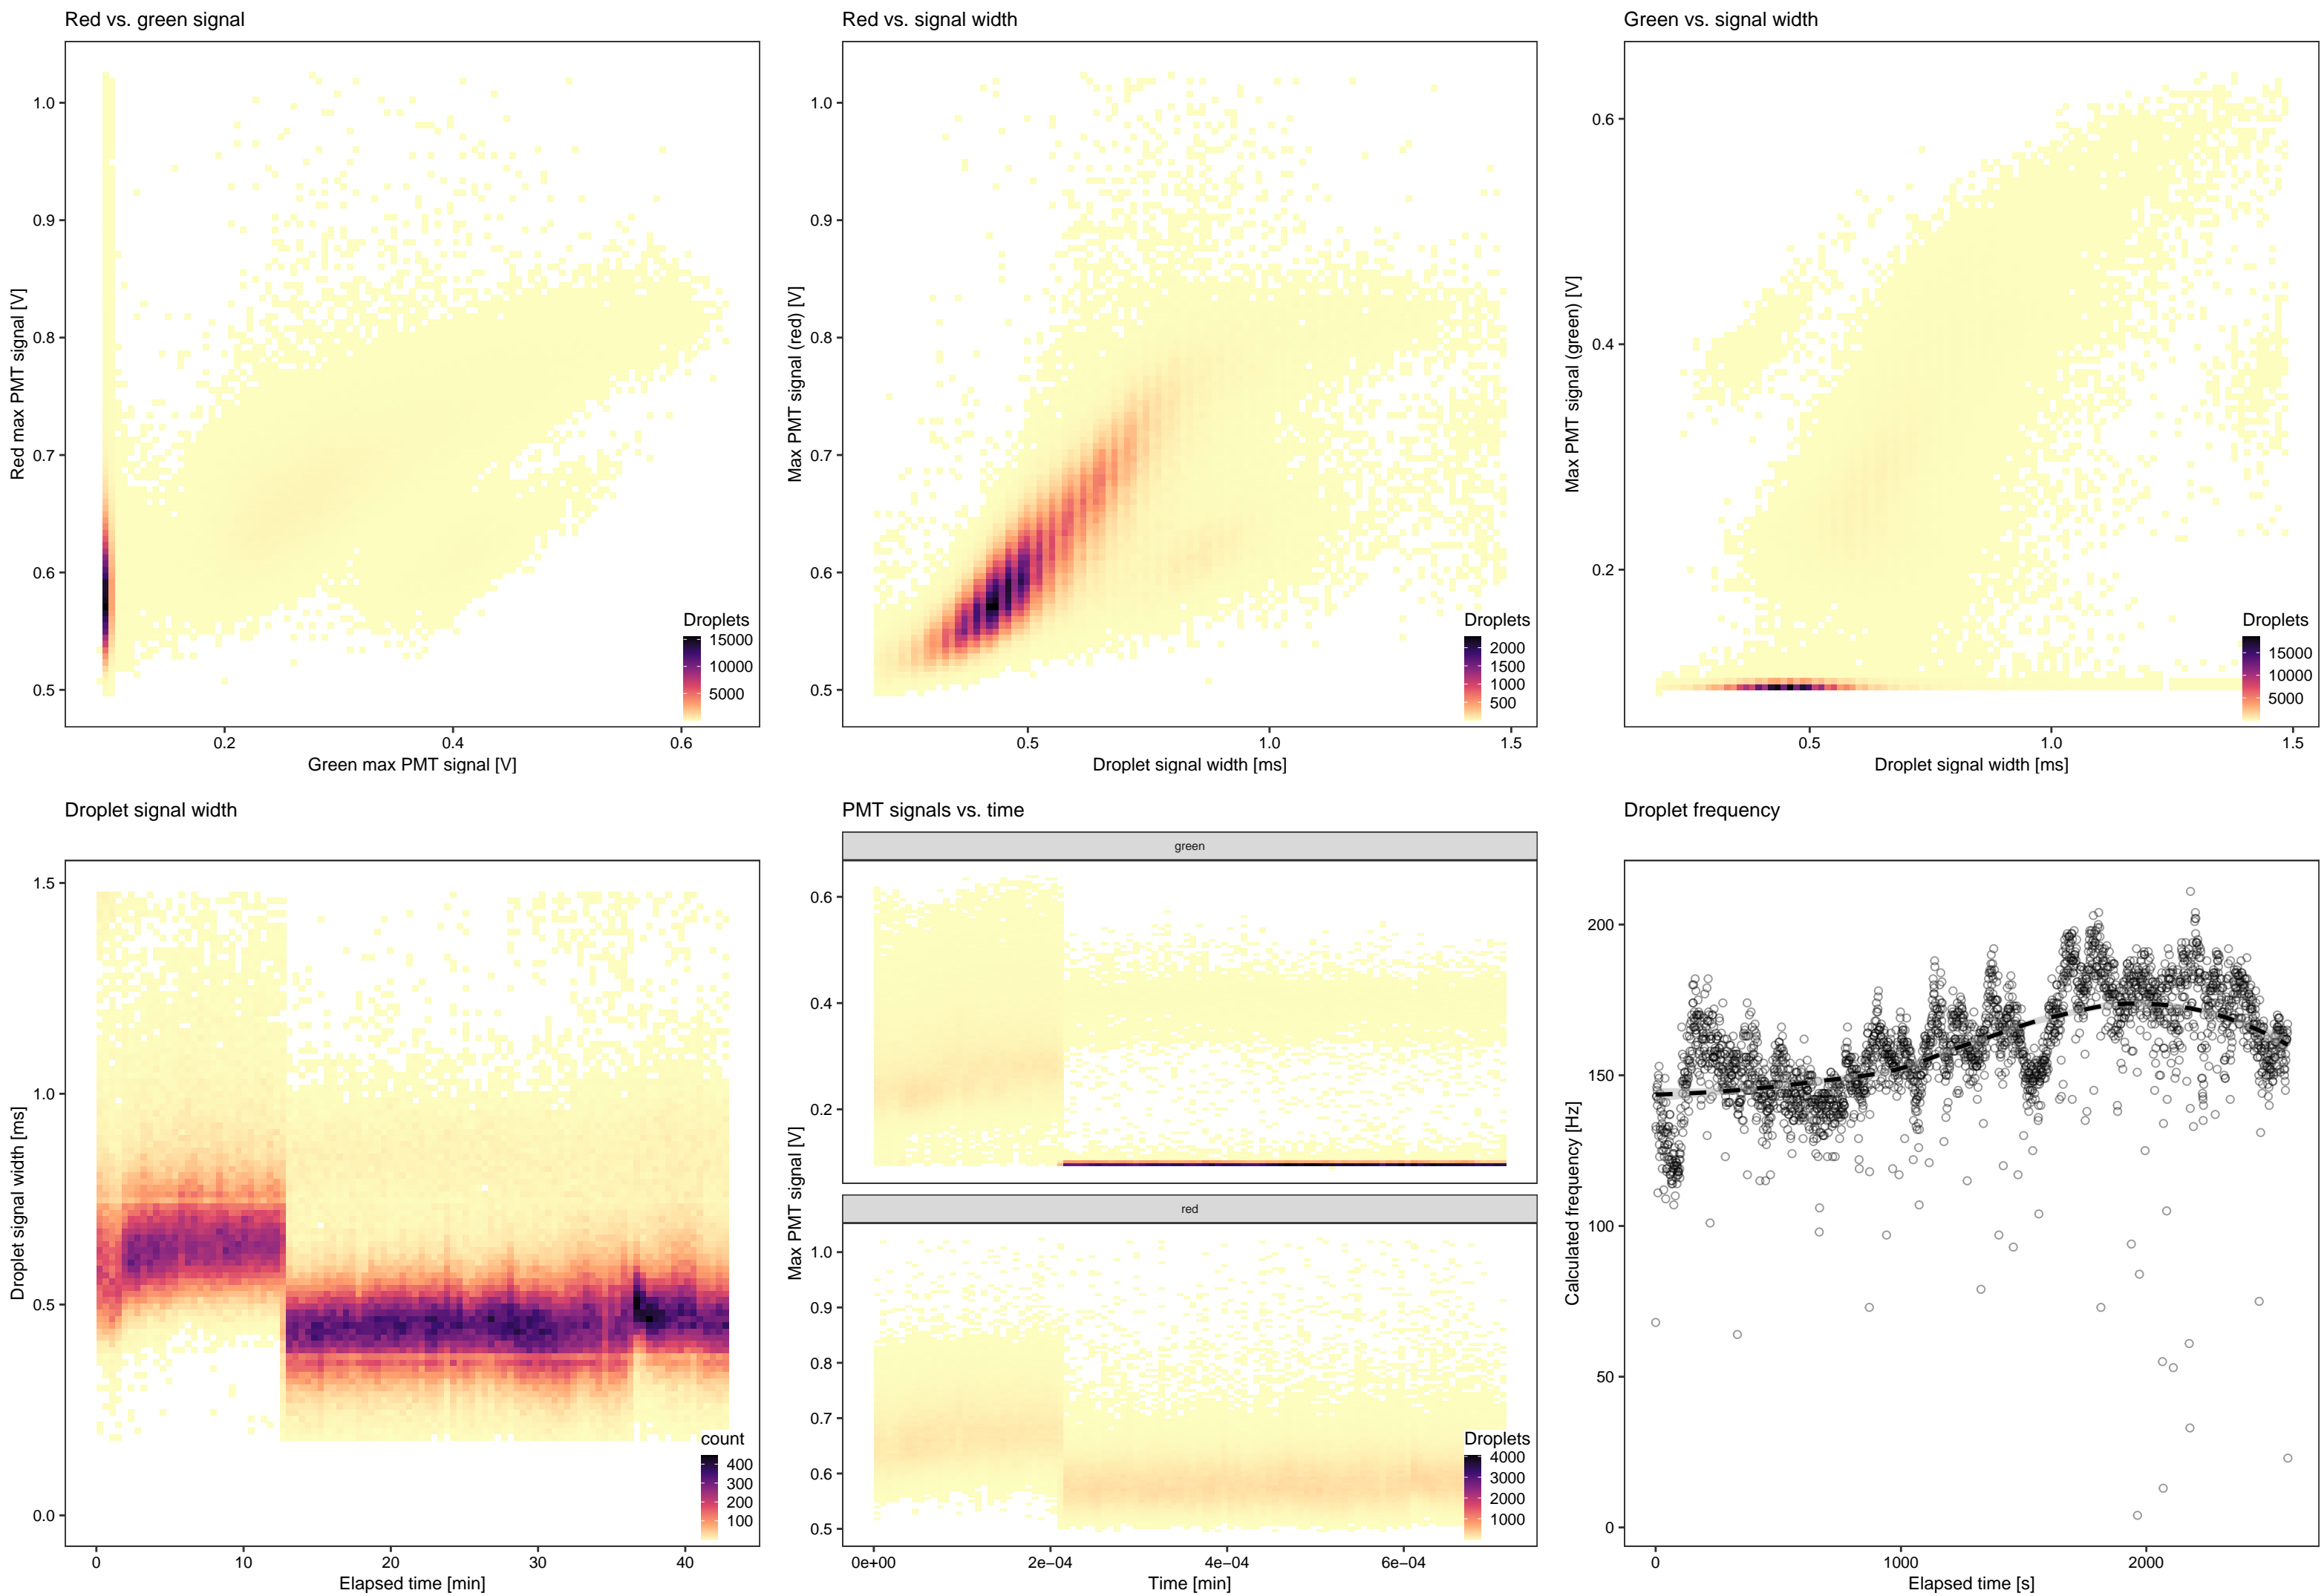 Red vs. green signal
Red max PMT signal [V]
1.0
0.9
0.8
0.7
0.6
0.5
Droplets
15000
10000
5000
0.2
0.4
0.6
Green max PMT signal [V]
Red vs. signal width
Max PMT signal (red) [V]
1.0
0.9
0.8
0.7
0.6
0.5
Droplets
2000
1500
1000
500
0.5
1.0
1.5
Droplet signal width [ms]
Green vs. signal width
Max PMT signal (green) [V]
0.6
0.4
0.2
Droplets
15000
10000
5000
0.5
1.0
1.5
Droplet signal width [ms]
Droplet signal width
Droplet signal width [ms]
1.5
1.0
0.5
0.0
count
400
300
200
100
0
10
20
30
40
Elapsed time [min]
PMT signals vs. time
Max PMT signal [V]
green
0.6
0.4
0.2
red
1.0
0.9
0.8
0.7
0.6
0.5
Droplets
4000
3000
2000
1000
0e+00
2e−04
4e−04
6e−04
Time [min]
Droplet frequency
Calculated frequency [Hz]
200
150
100
50
0
0
1000
2000
Elapsed time [s]